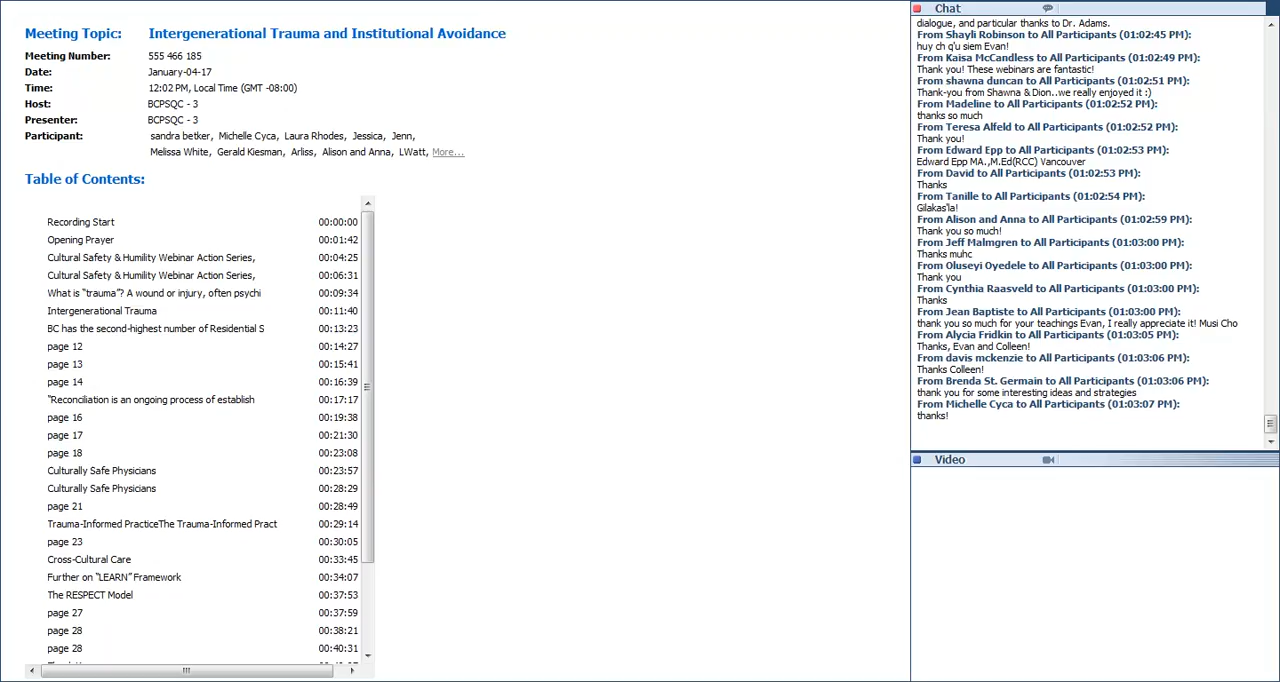 Meeting Topic: Intergenerational Trauma and Institutional Avoidance
Meeting Number: 555 466 185
Date: January-04-17
Time: 12:02 PM, Local Time (GMT -08:00)
Host: BCPSQC - 3
Presenter: BCPSQC - 3
Participant: sandra betker, Michelle Cyca, Laura Rhodes, Jessica, Jenn,
Melissa White, Gerald Kiesman, Arliss, Alison and Anna, LWatt, More...
Table of Contents:
Recording Start 00:00:00
Opening Prayer 00:01:42
Cultural Safety & Humility Webinar Action Series, 00:04:25
Cultural Safety & Humility Webinar Action Series, 00:06:31
What is "trauma"? A wound or injury, often psychi 00:09:34
Intergenerational Trauma 00:11:40
BC has the second-highest number of Residential S 00:13:23
page 12 00:14:27
page 13 00:15:41
page 14 00:16:39
"Reconciliation is an ongoing process of establish 00:17:17
page 16 00:19:38
page 17 00:21:30
page 18 00:23:08
Culturally Safe Physicians 00:23:57
Culturally Safe Physicians 00:28:29
page 21 00:28:49
Trauma-Informed PracticeThe Trauma-Informed Pract 00:29:14
page 23 00:30:05
Cross-Cultural Care 00:33:45
Further on "LEARN" Framework 00:34:07
The RESPECT Model 00:37:53
page 27 00:37:59
page 28 00:38:21
page 28 00:40:31
Chat
dialogue, and particular thanks to Dr. Adams.
From Shayli Robinson to All Participants (01:02:45 PM):
huy ch q'u siem Evan!
From Kaisa McCandless to All Participants (01:02:49 PM):
Thank you! These webinars are fantastic!
From shawna duncan to All Participants (01:02:51 PM):
Thank-you from Shawna & Dion..we really enjoyed it :)
From Madeline to All Participants (01:02:52 PM):
thanks so much
From Teresa Alfeld to All Participants (01:02:52 PM):
Thank you!
From Edward Epp to All Participants (01:02:53 PM):
Edward Epp MA.,M.Ed(RCC) Vancouver
From David to All Participants (01:02:53 PM):
Thanks
From Tanille to All Participants (01:02:54 PM):
Gilakas'la!
From Alison and Anna to All Participants (01:02:59 PM):
Thank you so much!
From Jeff Malmgren to All Participants (01:03:00 PM):
Thanks muhc
From Oluseyi Oyedele to All Participants (01:03:00 PM):
Thank you
From Cynthia Raasveld to All Participants (01:03:00 PM):
Thanks
From Jean Baptiste to All Participants (01:03:00 PM):
thank you so much for your teachings Evan, I really appreciate it! Musi Cho
From Alycia Fridkin to All Participants (01:03:05 PM):
Thanks, Evan and Colleen!
From davis mckenzie to All Participants (01:03:06 PM):
Thanks Colleen!
From Brenda St. Germain to All Participants (01:03:06 PM):
thank you for some interesting ideas and strategies
From Michelle Cyca to All Participants (01:03:07 PM):
thanks!
Video